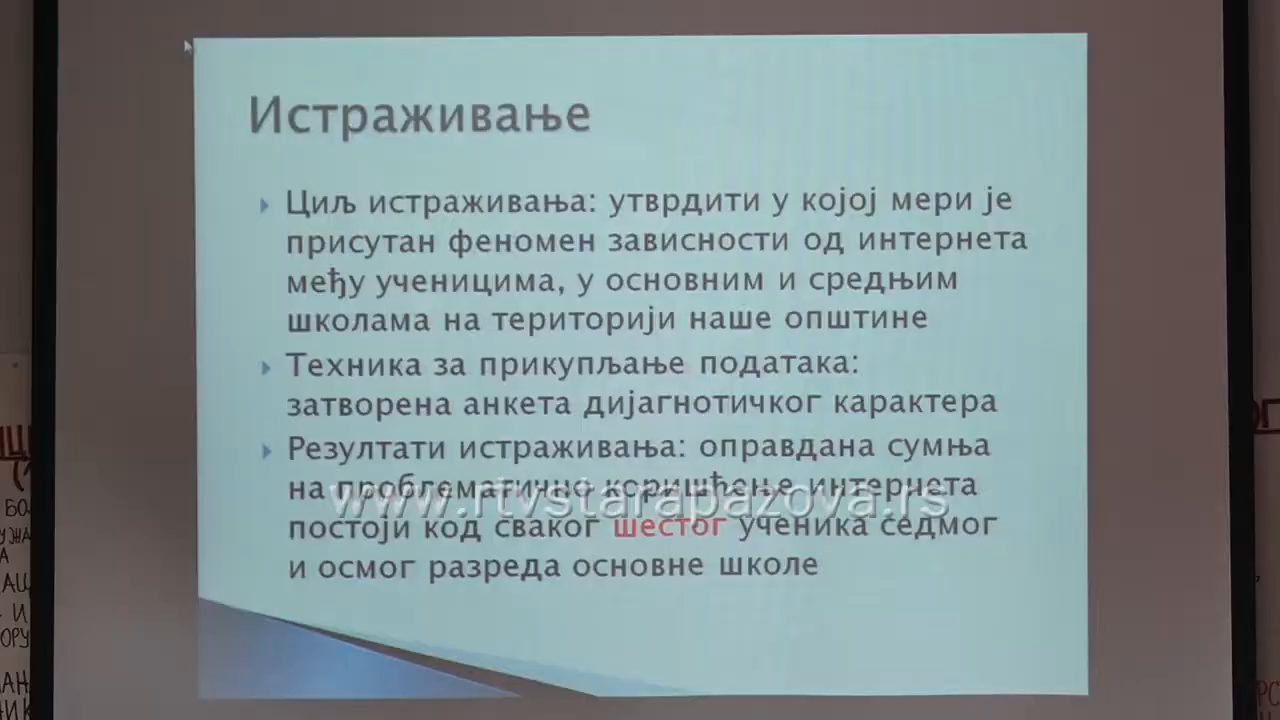 Истраживање
Циљ истраживања: утврдити у којој мери је
присутан феномен зависности од интернета
међу ученицима, у основним и средњим
школама на територији наше општине
Техника за прикупљање података:
затворена анкета дијагнотичког карактера
Резултати истраживања: оправдана сумња
на проблематично коришћење интернета
www.rtvstarapazova.rs
постоји код сваког шестог ученика седмог
и осмог разреда основне школе